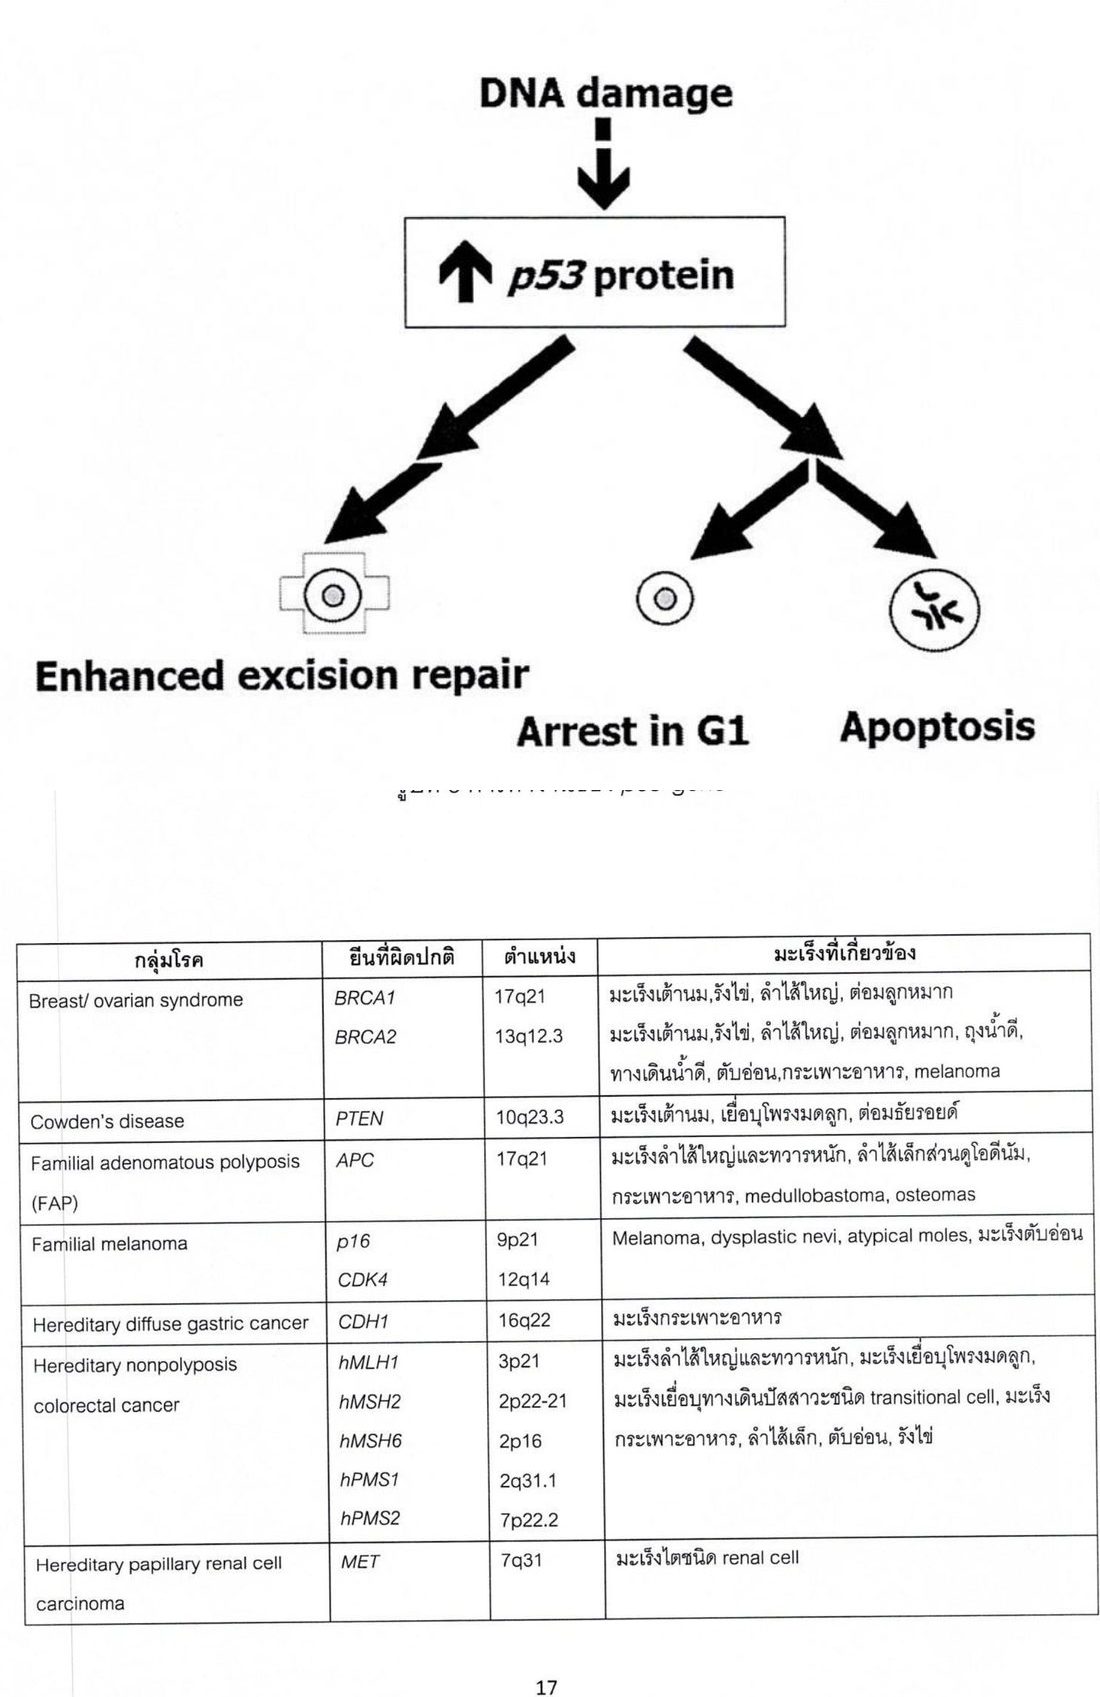 DNA damage
p53 protein
Enhanced excision repair
Arrest in G1
Apoptosis
กลุ่มโรค ยีนที่ผิดปกติ ตำแหน่ง มะเร็งที่เกี่ยวข้อง
Breast/ ovarian syndrome BRCA1 17q21 มะเร็งเต้านม,รังไข่, ลำไส้ใหญ่, ต่อมลูกหมาก
BRCA2 13q12.3 มะเร็งเต้านม,รังไข่, ลำไส้ใหญ่, ต่อมลูกหมาก, ถุงน้ำดี,
ทางเดินน้ำดี, ตับอ่อน,กระเพาะอาหาร, melanoma
Cowden's disease PTEN 10q23.3 มะเร็งเต้านม, เยื่อบุโพรงมดลูก, ต่อมธัยรอยด์
Familial adenomatous polyposis APC 17q21 มะเร็งลำไส้ใหญ่และทวารหนัก, ลำไส้เล็กส่วนดูโอดีนัม,
(FAP) กระเพาะอาหาร, medullobastoma, osteomas
Familial melanoma p16 9p21 Melanoma, dysplastic nevi, atypical moles, มะเร็งตับอ่อน
CDK4 12q14
Hereditary diffuse gastric cancer CDH1 16q22 มะเร็งกระเพาะอาหาร
Hereditary nonpolyposis hMLH1 3p21 มะเร็งลำไส้ใหญ่และทวารหนัก, มะเร็งเยื่อบุโพรงมดลูก,
colorectal cancer hMSH2 2p22-21 มะเร็งเยื่อบุทางเดินปัสสาวะชนิด transitional cell, มะเร็ง
hMSH6 2p16 กระเพาะอาหาร, ลำไส้เล็ก, ตับอ่อน, รังไข่
hPMS1 2q31.1
hPMS2 7p22.2
Hereditary papillary renal cell MET 7q31 มะเร็งไตชนิด renal cell
carcinoma
17